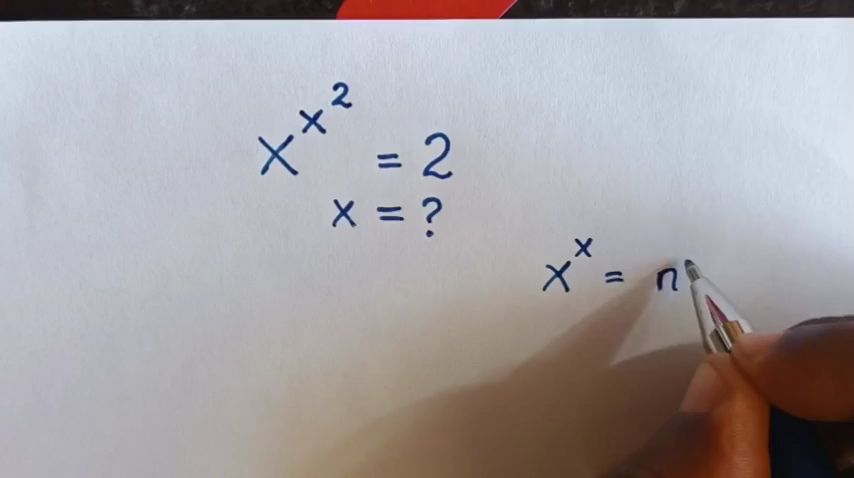 x^x^2 = 2
x = ?
x^x = n